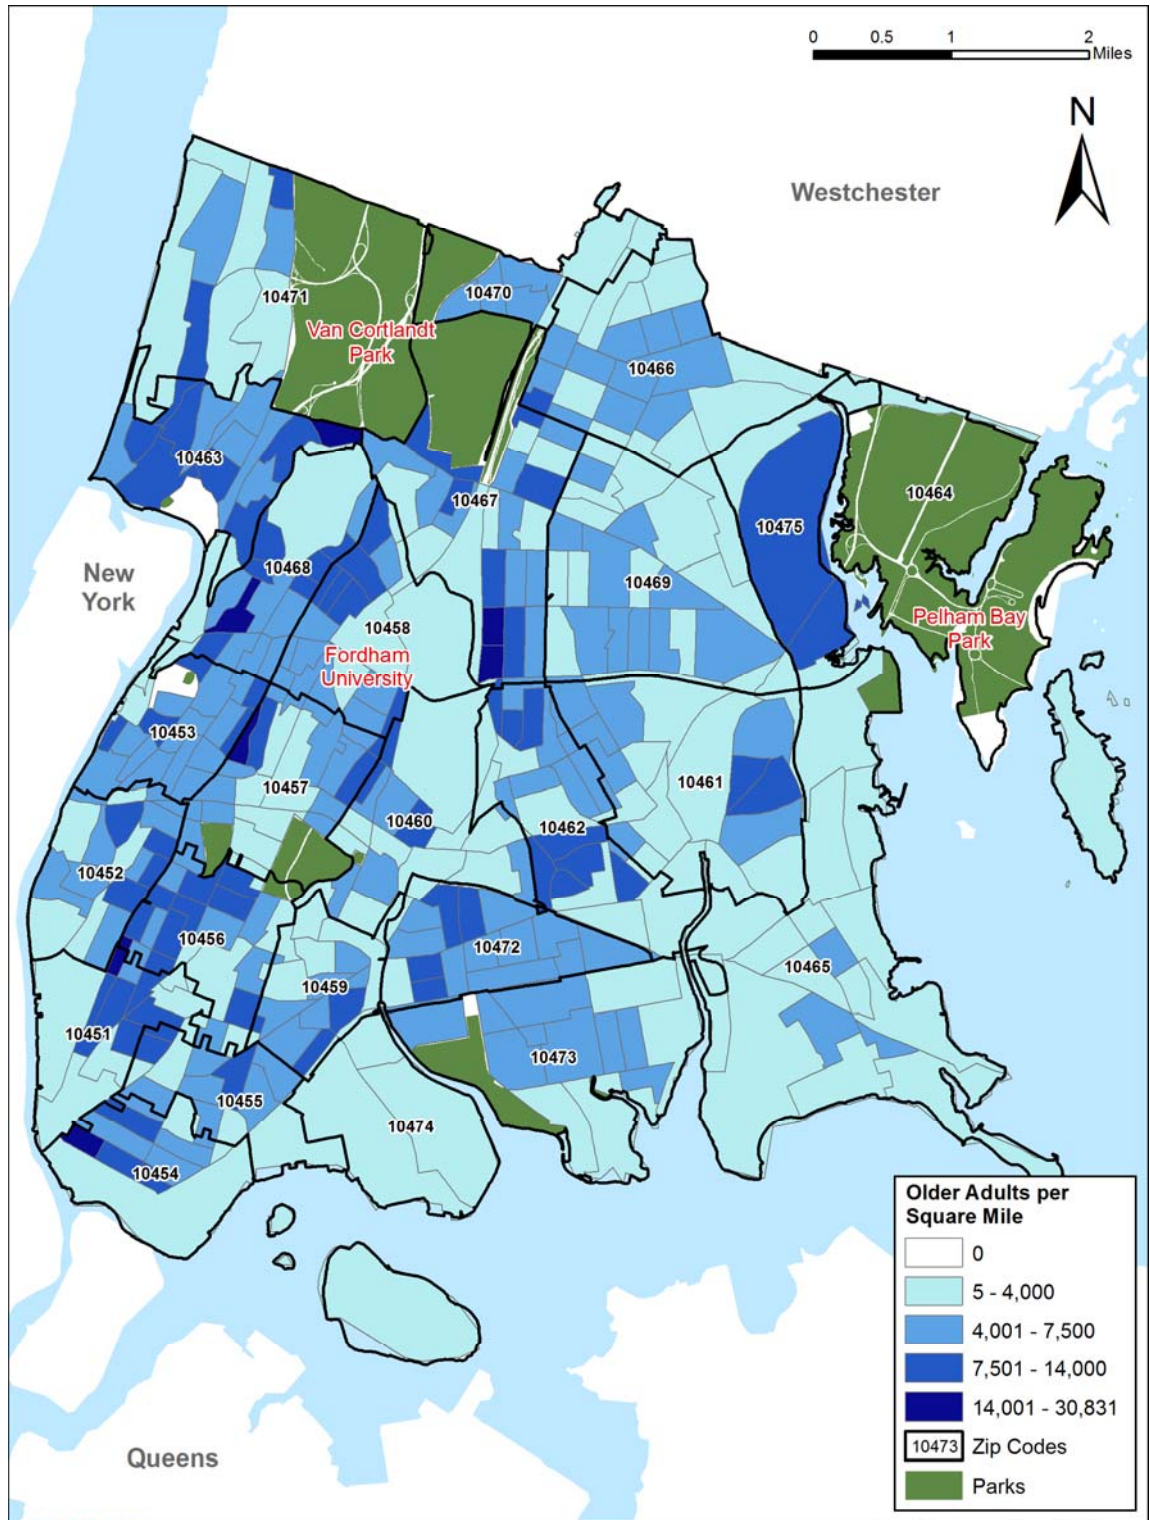 0 0.5 1 2
Miles
N
Westchester
10471
10470
Van Cortlandt
Park
10466
10463
10467
10464
10475
New
York
10468
10469
10458
Fordham
University
Pelham Bay
Park
10453
10457
10461
10460
10462
10452
10456
10472
10459
10465
10451
10473
10455
10474
10454
Older Adults per
Square Mile
0
5 - 4,000
4,001 - 7,500
7,501 - 14,000
14,001 - 30,831
10473 Zip Codes
Parks
Queens